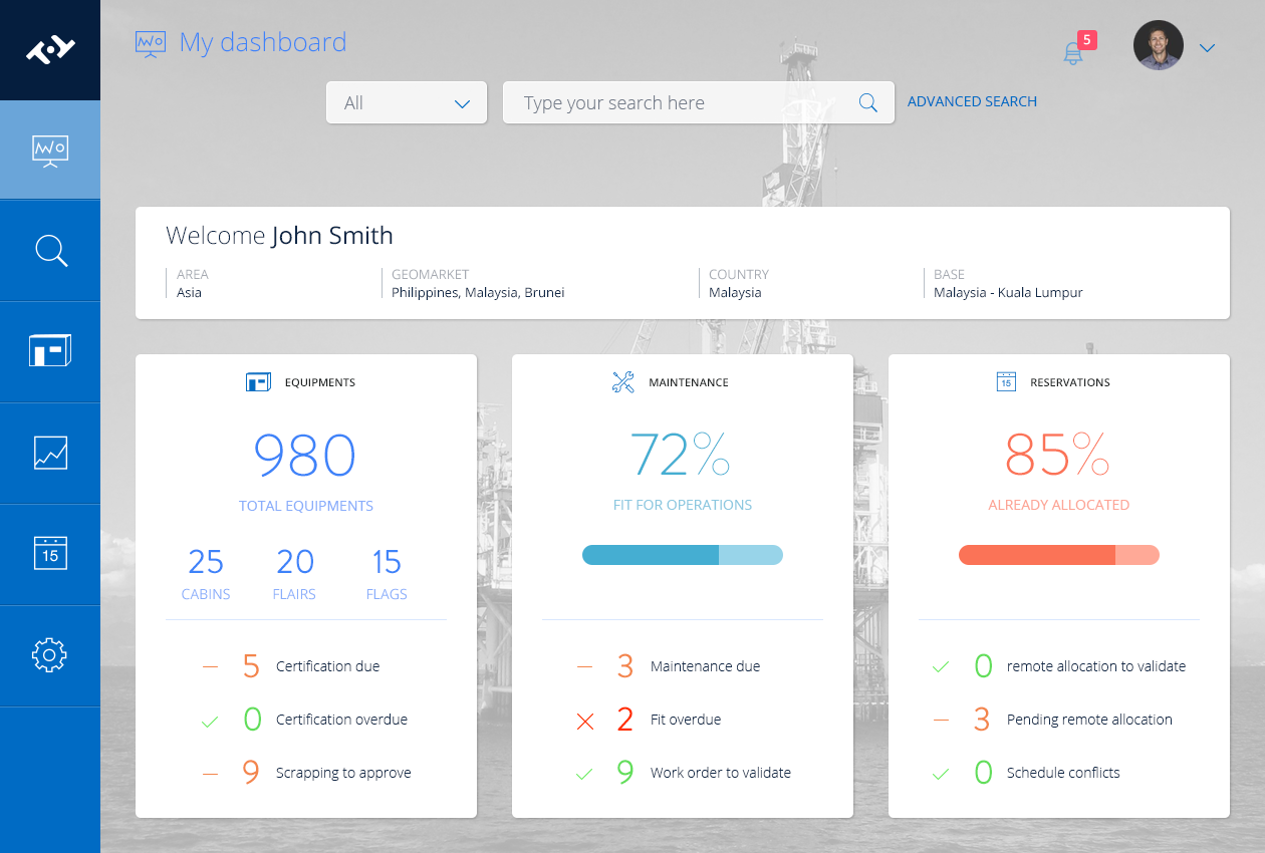 My dashboard
5
All
Type your search here
ADVANCED SEARCH
Welcome John Smith
AREA
Asia
GEOMARKET
Philippines, Malaysia, Brunei
COUNTRY
Malaysia
BASE
Malaysia - Kuala Lumpur
15
EQUIPMENTS
980
TOTAL EQUIPMENTS
25
CABINS
20
FLAIRS
15
FLAGS
5 Certification due
0 Certification overdue
9 Scrapping to approve
MAINTENANCE
72%
FIT FOR OPERATIONS
3 Maintenance due
2 Fit overdue
9 Work order to validate
15 RESERVATIONS
85%
ALREADY ALLOCATED
0 remote allocation to validate
3 Pending remote allocation
0 Schedule conflicts